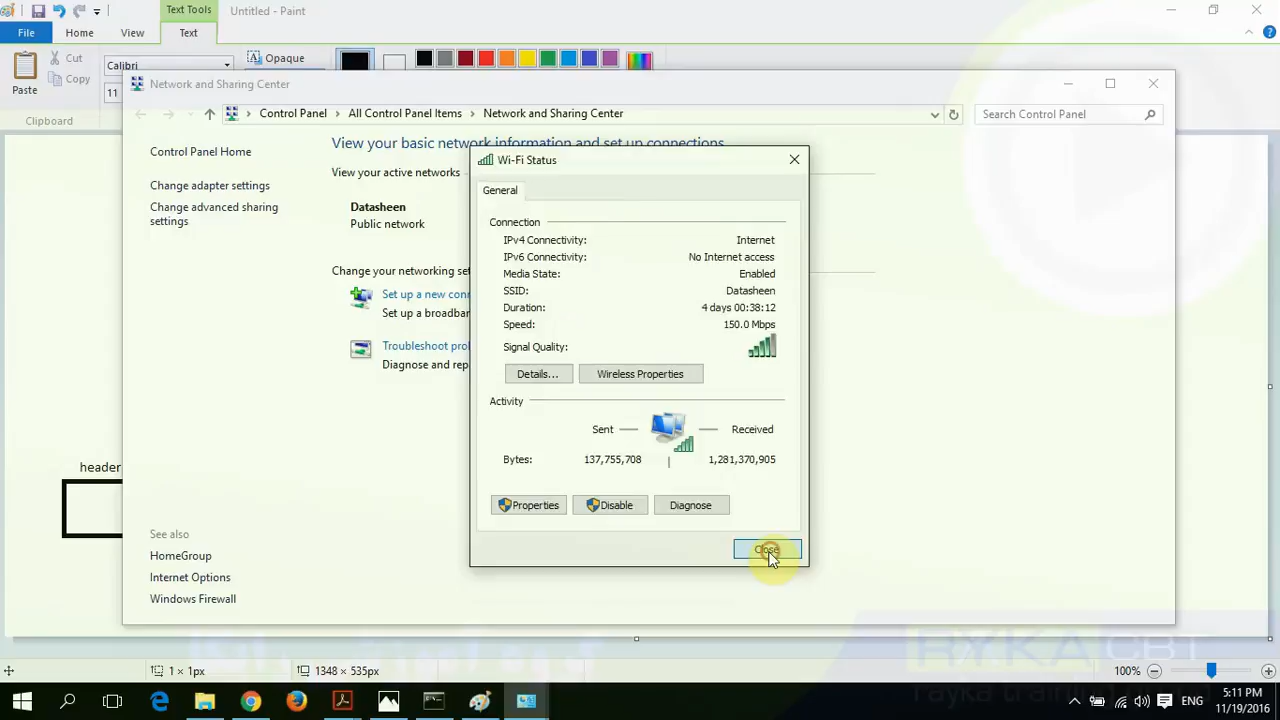 Text Tools
Untitled - Paint
File
Home
View
Text
Cut
Copy
Paste
Clipboard
Calibri
11
Opaque
Network and Sharing Center
Control Panel
All Control Panel Items
Network and Sharing Center
Search Control Panel
Control Panel Home
Change adapter settings
Change advanced sharing
settings
View your basic network information and set up connections
View your active networks
Datasheen
Public network
Change your networking set
Set up a new conn
Set up a broadbar
Troubleshoot prol
Diagnose and rep
See also
HomeGroup
Internet Options
Windows Firewall
header
Wi-Fi Status
General
Connection
IPv4 Connectivity: Internet
IPv6 Connectivity: No Internet access
Media State: Enabled
SSID: Datasheen
Duration: 4 days 00:38:12
Speed: 150.0 Mbps
Signal Quality:
Details...
Wireless Properties
Activity
Sent
Received
Bytes: 137,755,708 1,281,370,905
Properties
Disable
Diagnose
Close
RYKA CBT
1 × 1px
1348 × 535px
100%
ENG
5:11 PM
11/19/2016